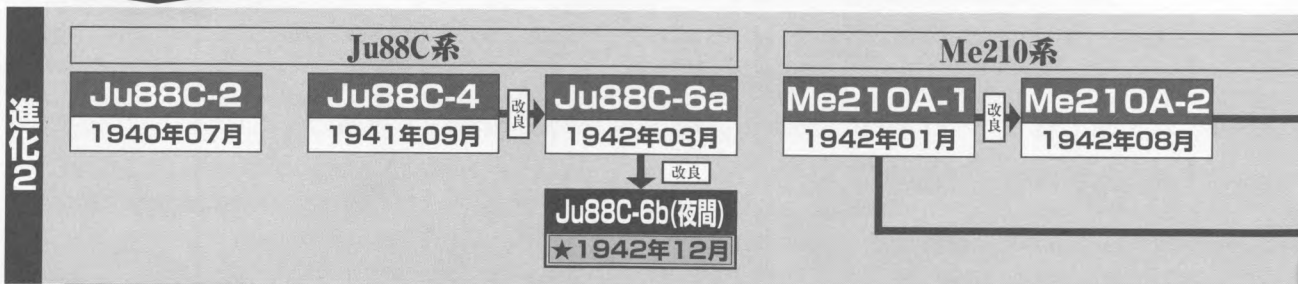 進化2
Ju88C系
Ju88C-2
1940年07月
Ju88C-4
1941年09月
改良
Ju88C-6a
1942年03月
改良
Ju88C-6b(夜間)
★1942年12月
Me210系
Me210A-1
1942年01月
改良
Me210A-2
1942年08月